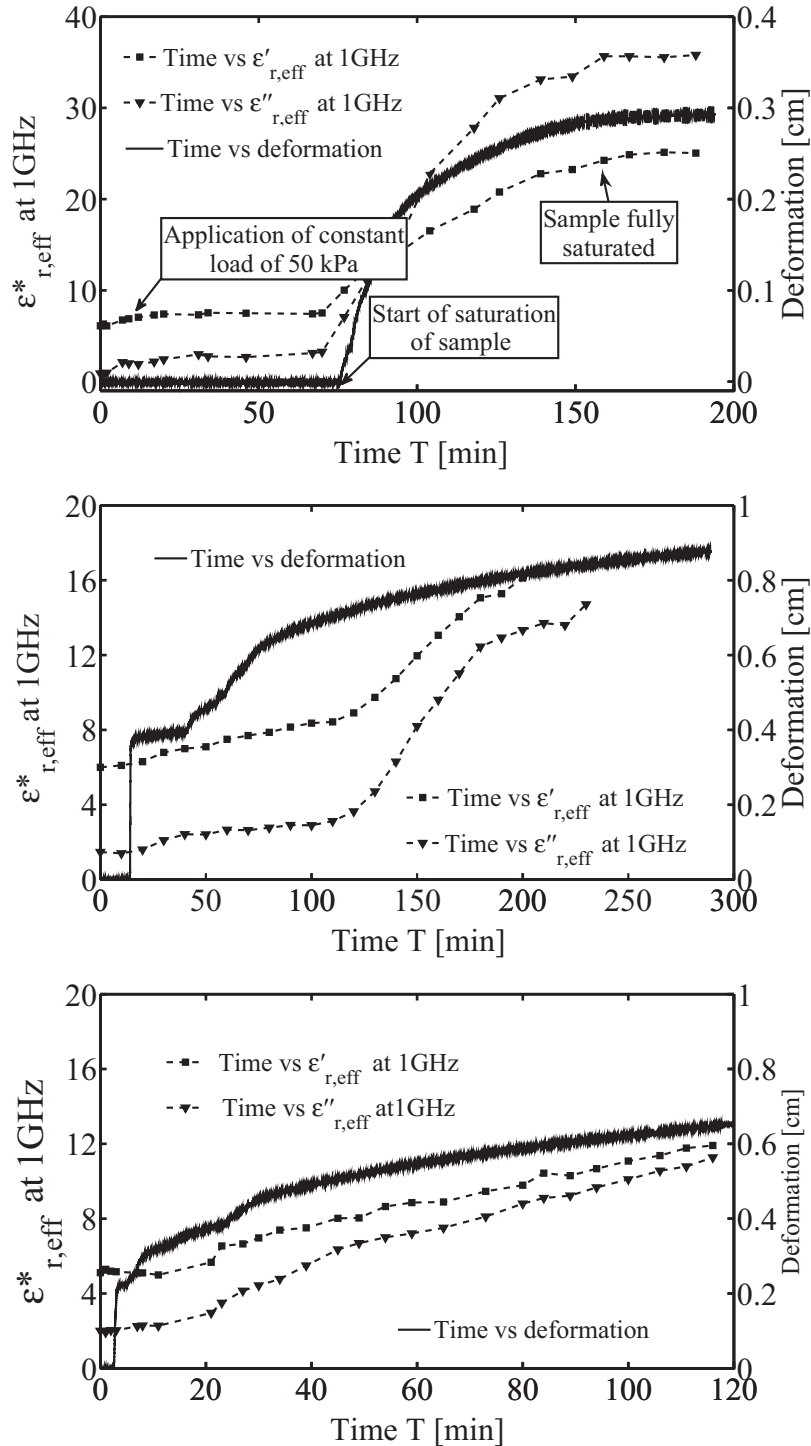 40
30
20
10
0
ε*r,eff at 1GHz
0.4
0.3
0.2
0.1
0
Deformation [cm]
Time vs ε′r,eff at 1GHz
Time vs ε″r,eff at 1GHz
Time vs deformation
Application of constant
load of 50 kPa
Sample fully
saturated
Start of saturation
of sample
0 50 100 150 200
Time T [min]
20
16
12
8
4
0
ε*r,eff at 1GHz
1
0.8
0.6
0.4
0.2
0
Deformation [cm]
Time vs deformation
Time vs ε′r,eff at 1GHz
Time vs ε″r,eff at 1GHz
0 50 100 150 200 250 300
Time T [min]
20
16
12
8
4
0
ε*r,eff at 1GHz
1
0.8
0.6
0.4
0.2
0
Deformation [cm]
Time vs ε′r,eff at 1GHz
Time vs ε″r,eff at1GHz
Time vs deformation
0 20 40 60 80 100 120
Time T [min]